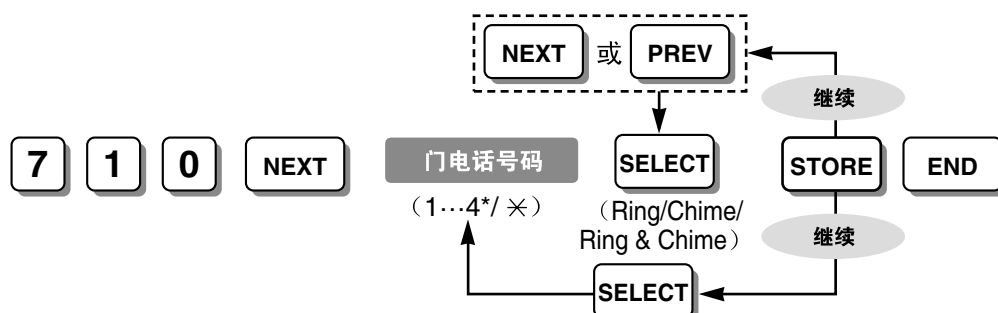 NEXT 或 PREV
继续
7 1 0 NEXT 门电话号码 SELECT STORE END
（1…4*/ ✳）
（Ring/Chime/
Ring & Chime）
继续
SELECT